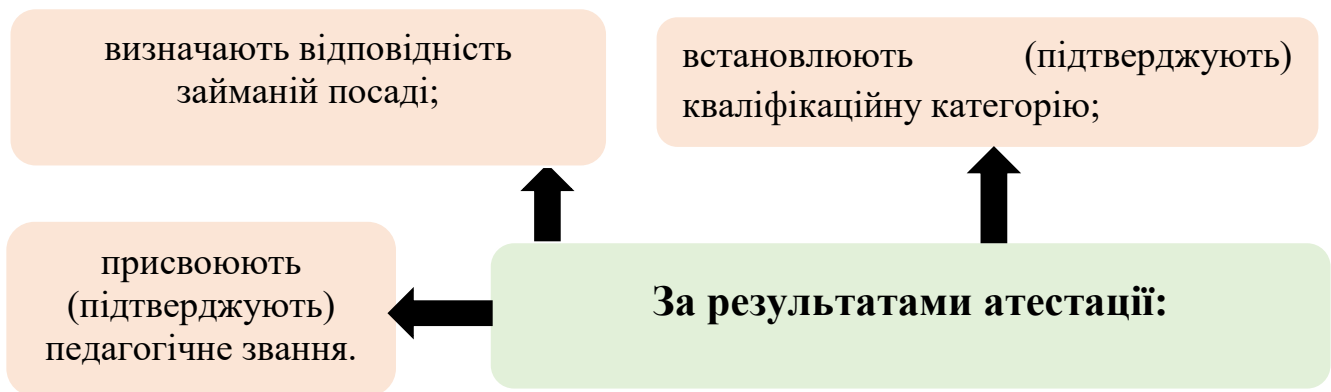 визначають відповідність
займаній посаді;
встановлюють (підтверджують)
кваліфікаційну категорію;
присвоюють
(підтверджують)
педагогічне звання.
За результатами атестації: